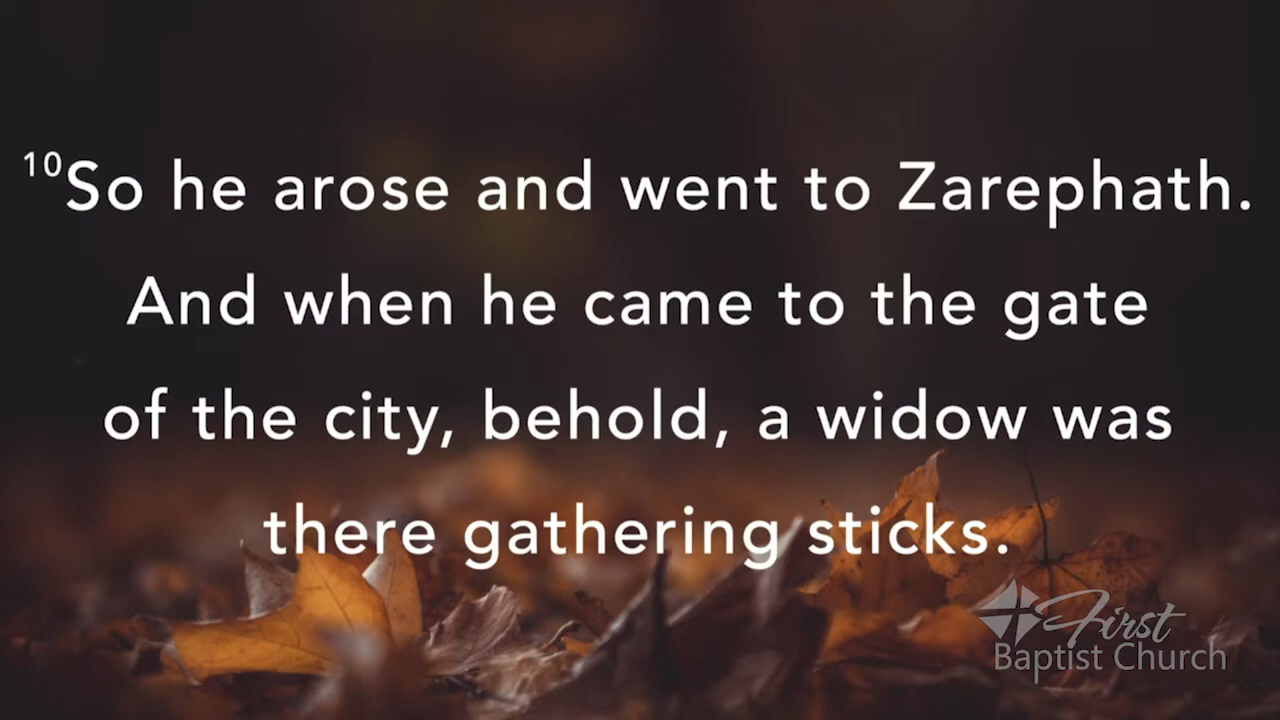 ¹⁰So he arose and went to Zarephath.
And when he came to the gate
of the city, behold, a widow was
there gathering sticks.
First
Baptist Church